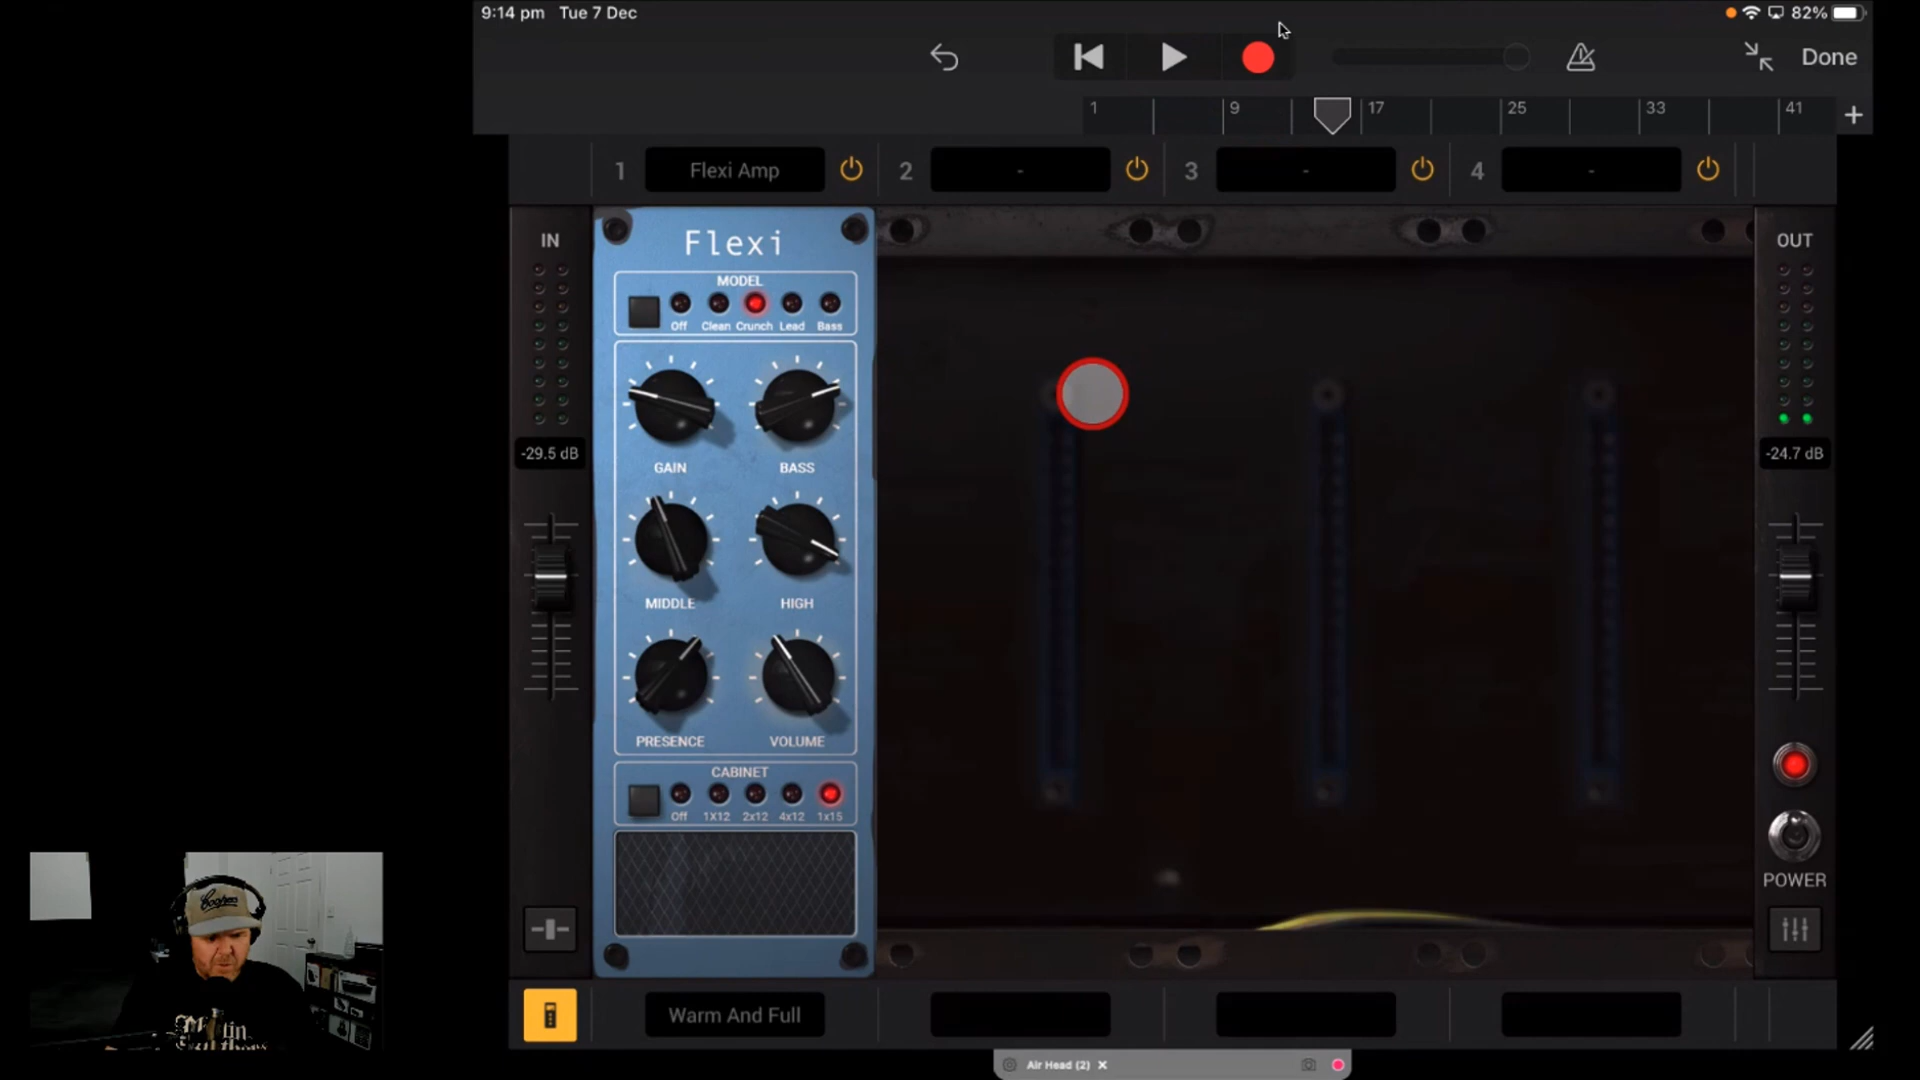 9:14 pm Tue 7 Dec
82%
Done
1 9 17 25 33 41 +
1 Flexi Amp 2 - 3 - 4 -
IN
Flexi
OUT
MODEL
Off Clean Crunch Lead Bass
-29.5 dB
-24.7 dB
GAIN BASS
MIDDLE HIGH
PRESENCE VOLUME
CABINET
Off 1X12 2x12 4x12 1x15
POWER
Warm And Full
Air Head (2)